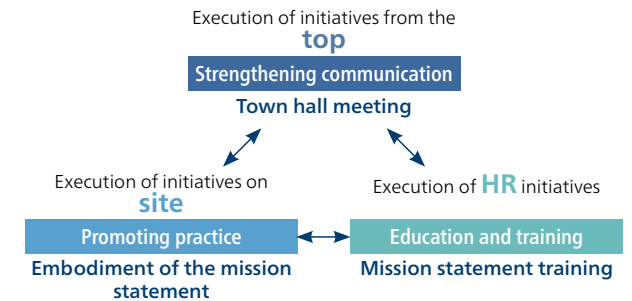 Execution of initiatives from the
top
Strengthening communication
Town hall meeting
Execution of initiatives on
site
Promoting practice
Embodiment of the mission
statement
Execution of HR initiatives
Education and training
Mission statement training